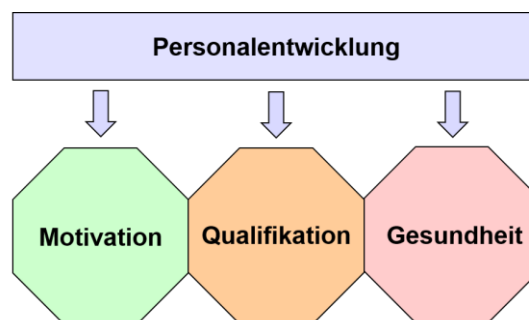 Personalentwicklung
Motivation
Qualifikation
Gesundheit